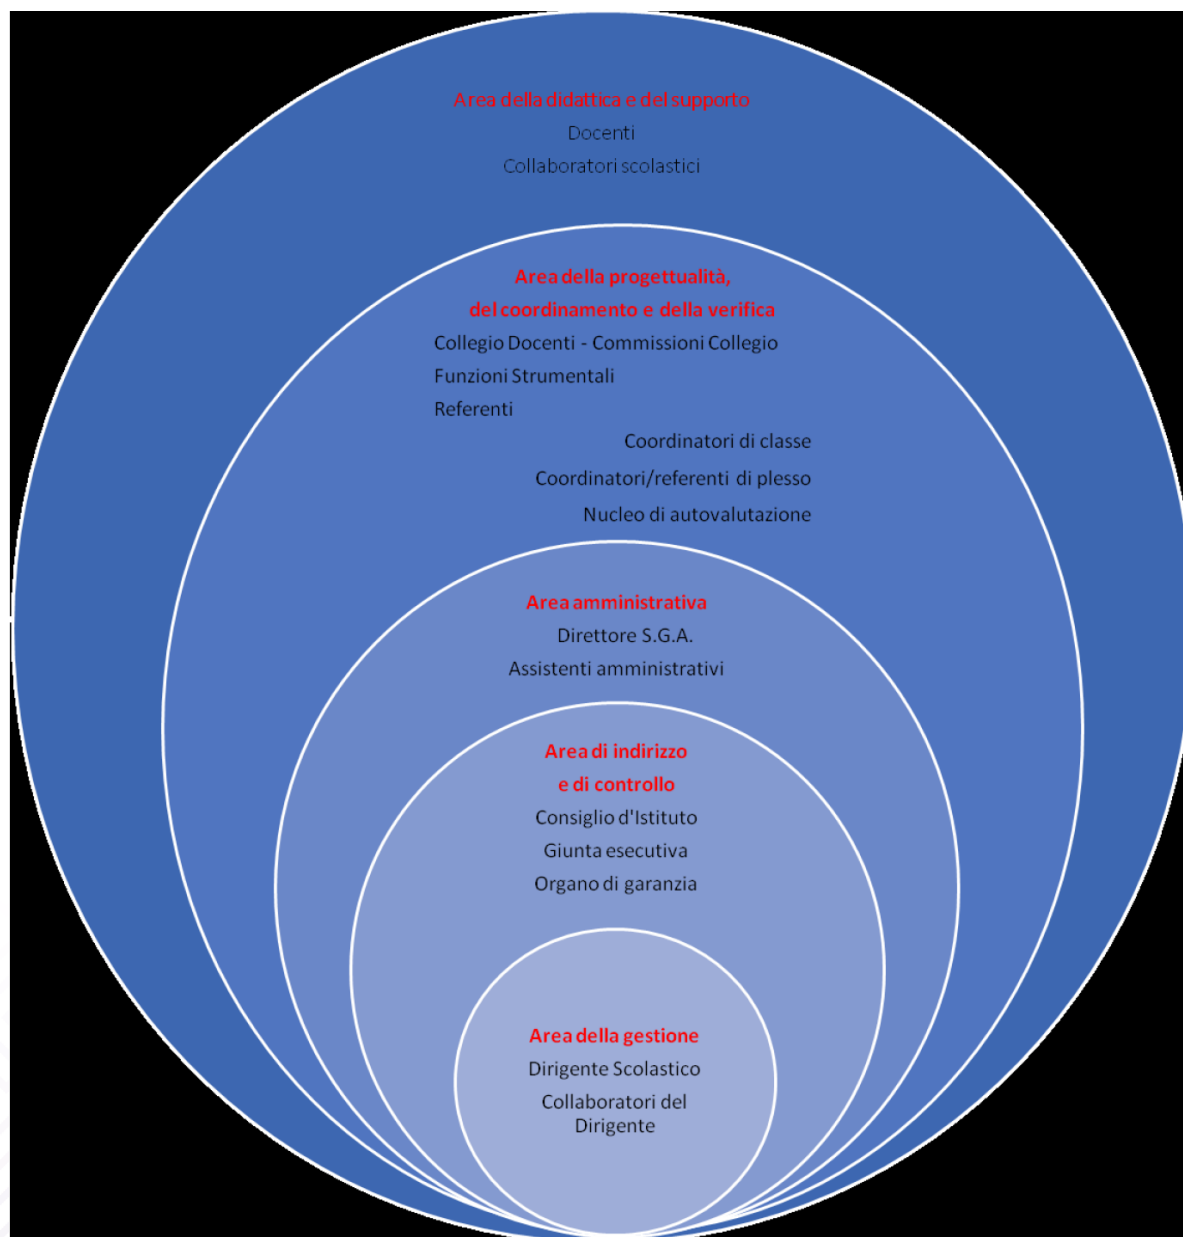 Area della didattica e del supporto
Docenti
Collaboratori scolastici
Area della progettualità,
del coordinamento e della verifica
Collegio Docenti - Commissioni Collegio
Funzioni Strumentali
Referenti
Coordinatori di classe
Coordinatori/referenti di plesso
Nucleo di autovalutazione
Area amministrativa
Direttore S.G.A.
Assistenti amministrativi
Area di indirizzo
e di controllo
Consiglio d'Istituto
Giunta esecutiva
Organo di garanzia
Area della gestione
Dirigente Scolastico
Collaboratori del
Dirigente